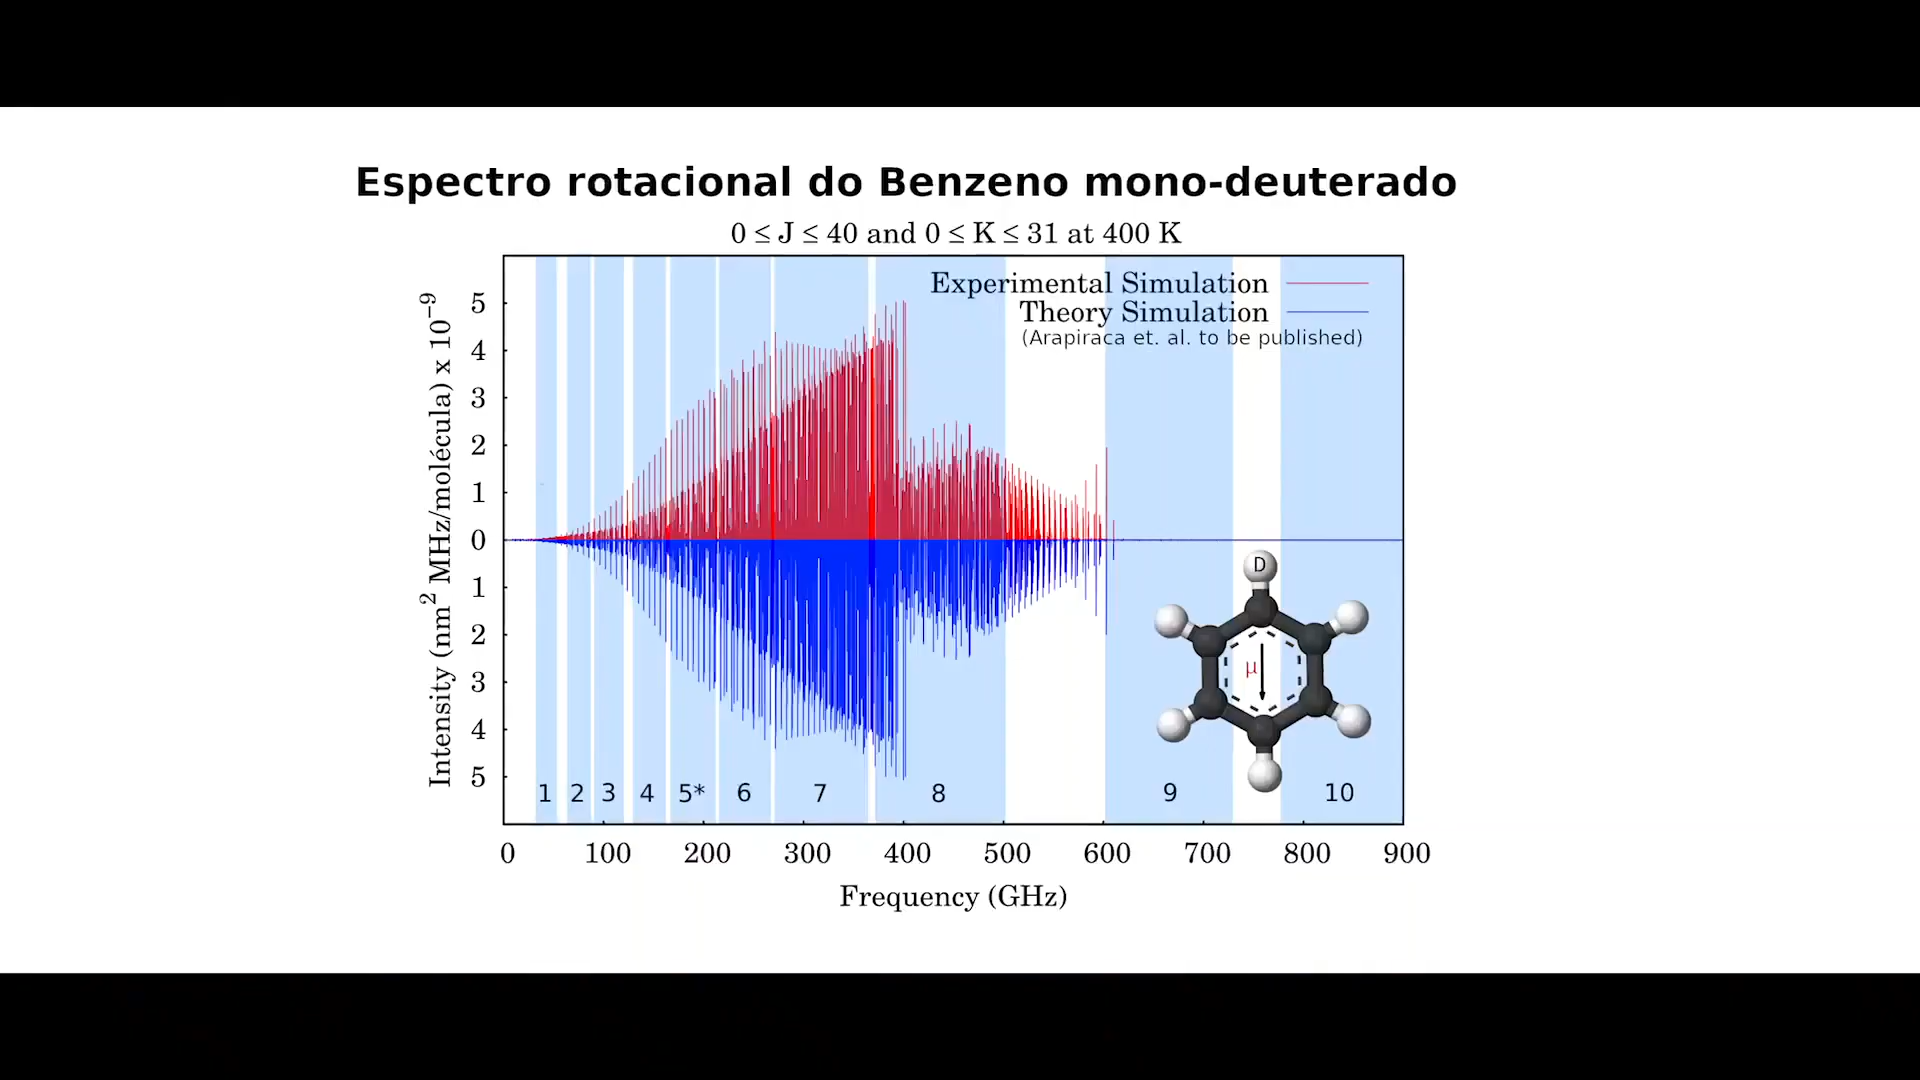 Espectro rotacional do Benzeno mono-deuterado
0 ≤ J ≤ 40 and 0 ≤ K ≤ 31 at 400 K
Experimental Simulation
Theory Simulation
(Arapiraca et. al. to be published)
Intensity (nm² MHz/molécula) x 10⁻⁹
5
4
3
2
1
0
1
2
3
4
5
D
μ
1 2 3 4 5* 6 7 8 9 10
0 100 200 300 400 500 600 700 800 900
Frequency (GHz)